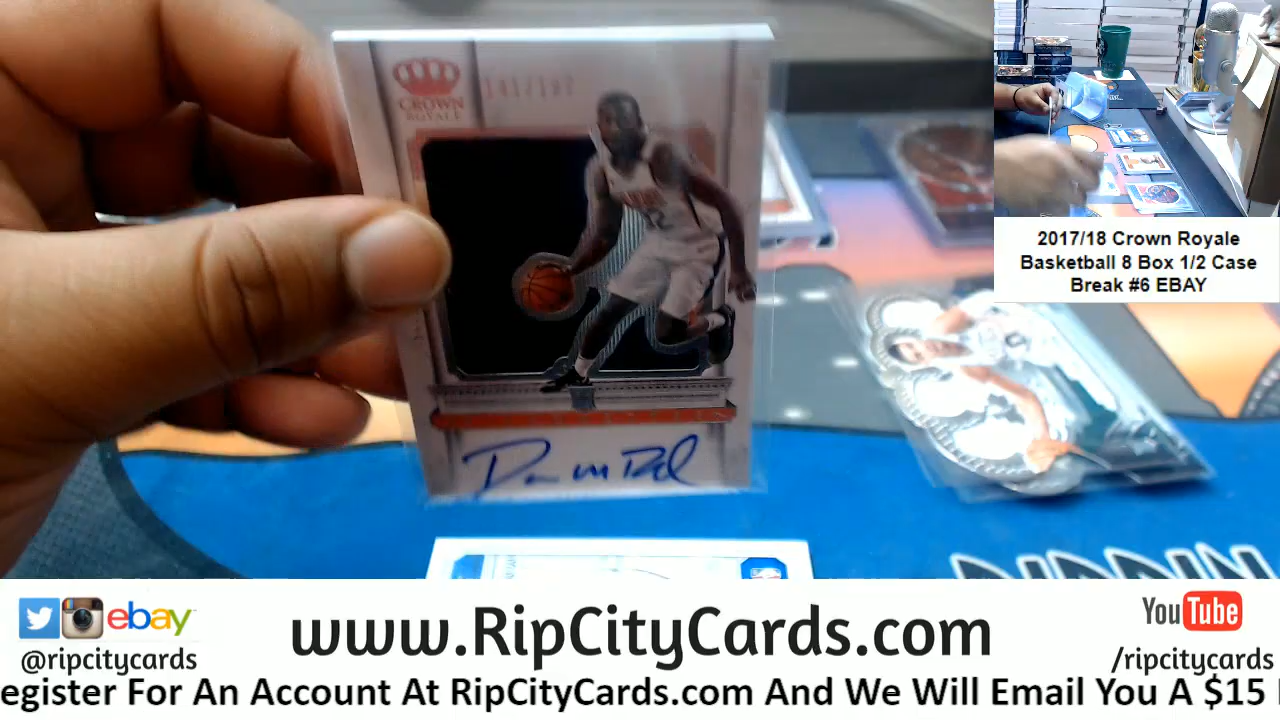 CROWN
ROYALE
2017/18 Crown Royale
Basketball 8 Box 1/2 Case
Break #6 EBAY
ebay
@ripcitycards
www.RipCityCards.com
YouTube
/ripcitycards
egister For An Account At RipCityCards.com And We Will Email You A $15